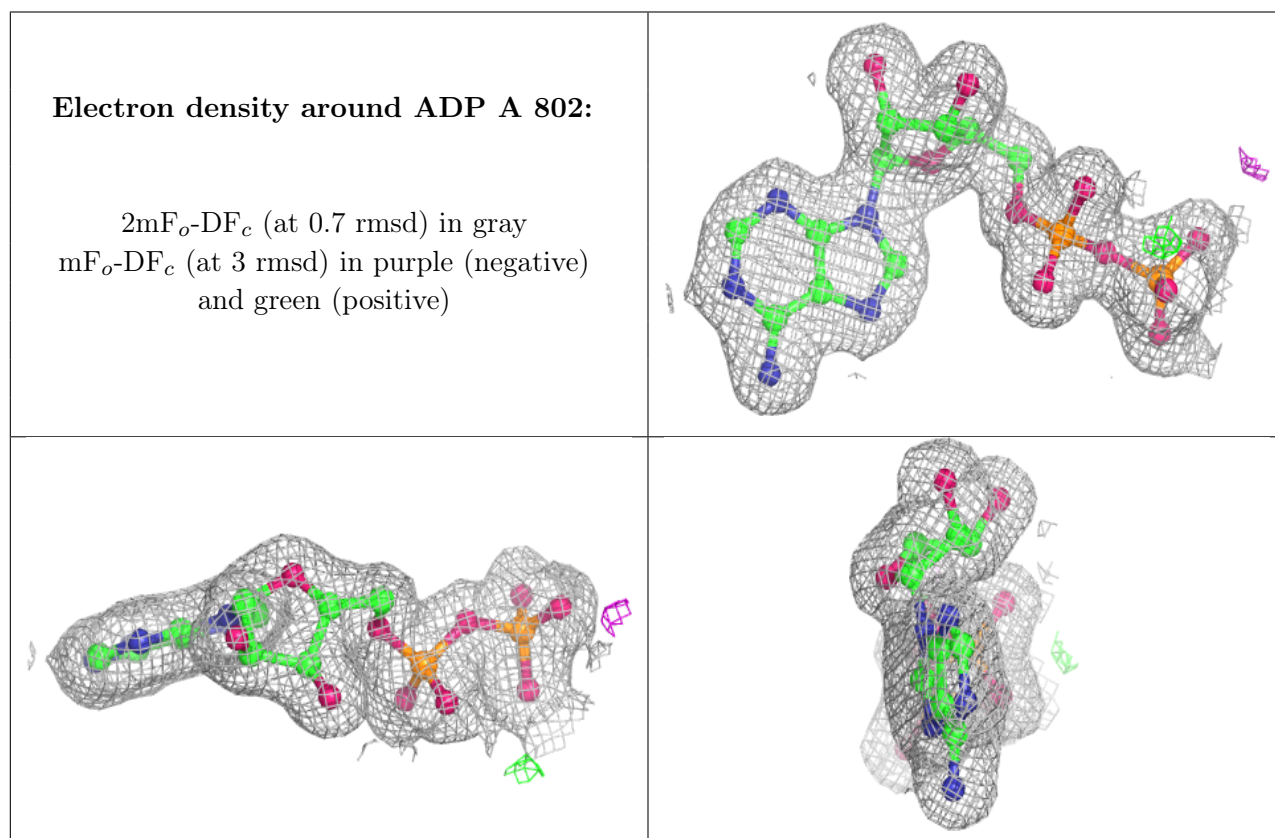 Electron density around ADP A 802:
2mFo-DFc (at 0.7 rmsd) in gray
mFo-DFc (at 3 rmsd) in purple (negative)
and green (positive)